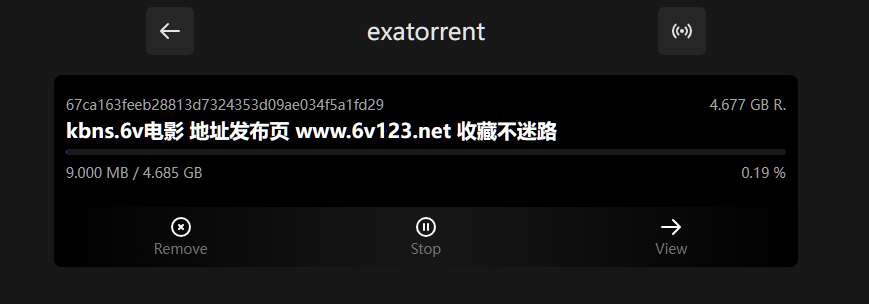 exatorrent
67ca163feeb28813d7324353d09ae034f5a1fd29 4.677 GB R.
kbns.6v电影 地址发布页 www.6v123.net 收藏不迷路
9.000 MB / 4.685 GB 0.19 %
Remove Stop View